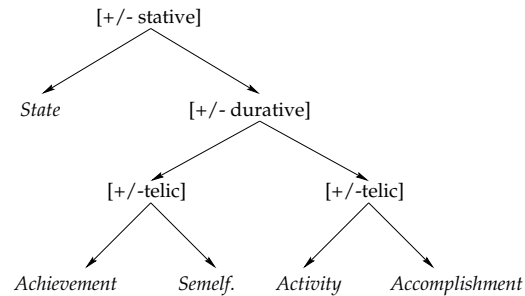 [+/- stative]
State
[+/- durative]
[+/-telic]
[+/-telic]
Achievement
Semelf.
Activity
Accomplishment